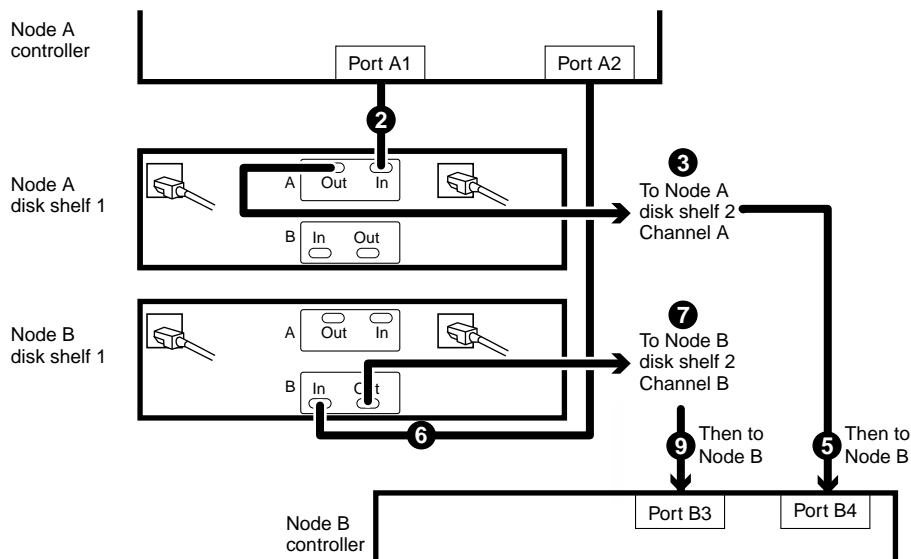 Node A
controller
Port A1
Port A2
2
Node A
disk shelf 1
A
Out
In
B
In
Out
3
To Node A
disk shelf 2
Channel A
Node B
disk shelf 1
A
Out
In
B
In
Out
7
To Node B
disk shelf 2
Channel B
6
9
Then to
Node B
5
Then to
Node B
Port B3
Port B4
Node B
controller